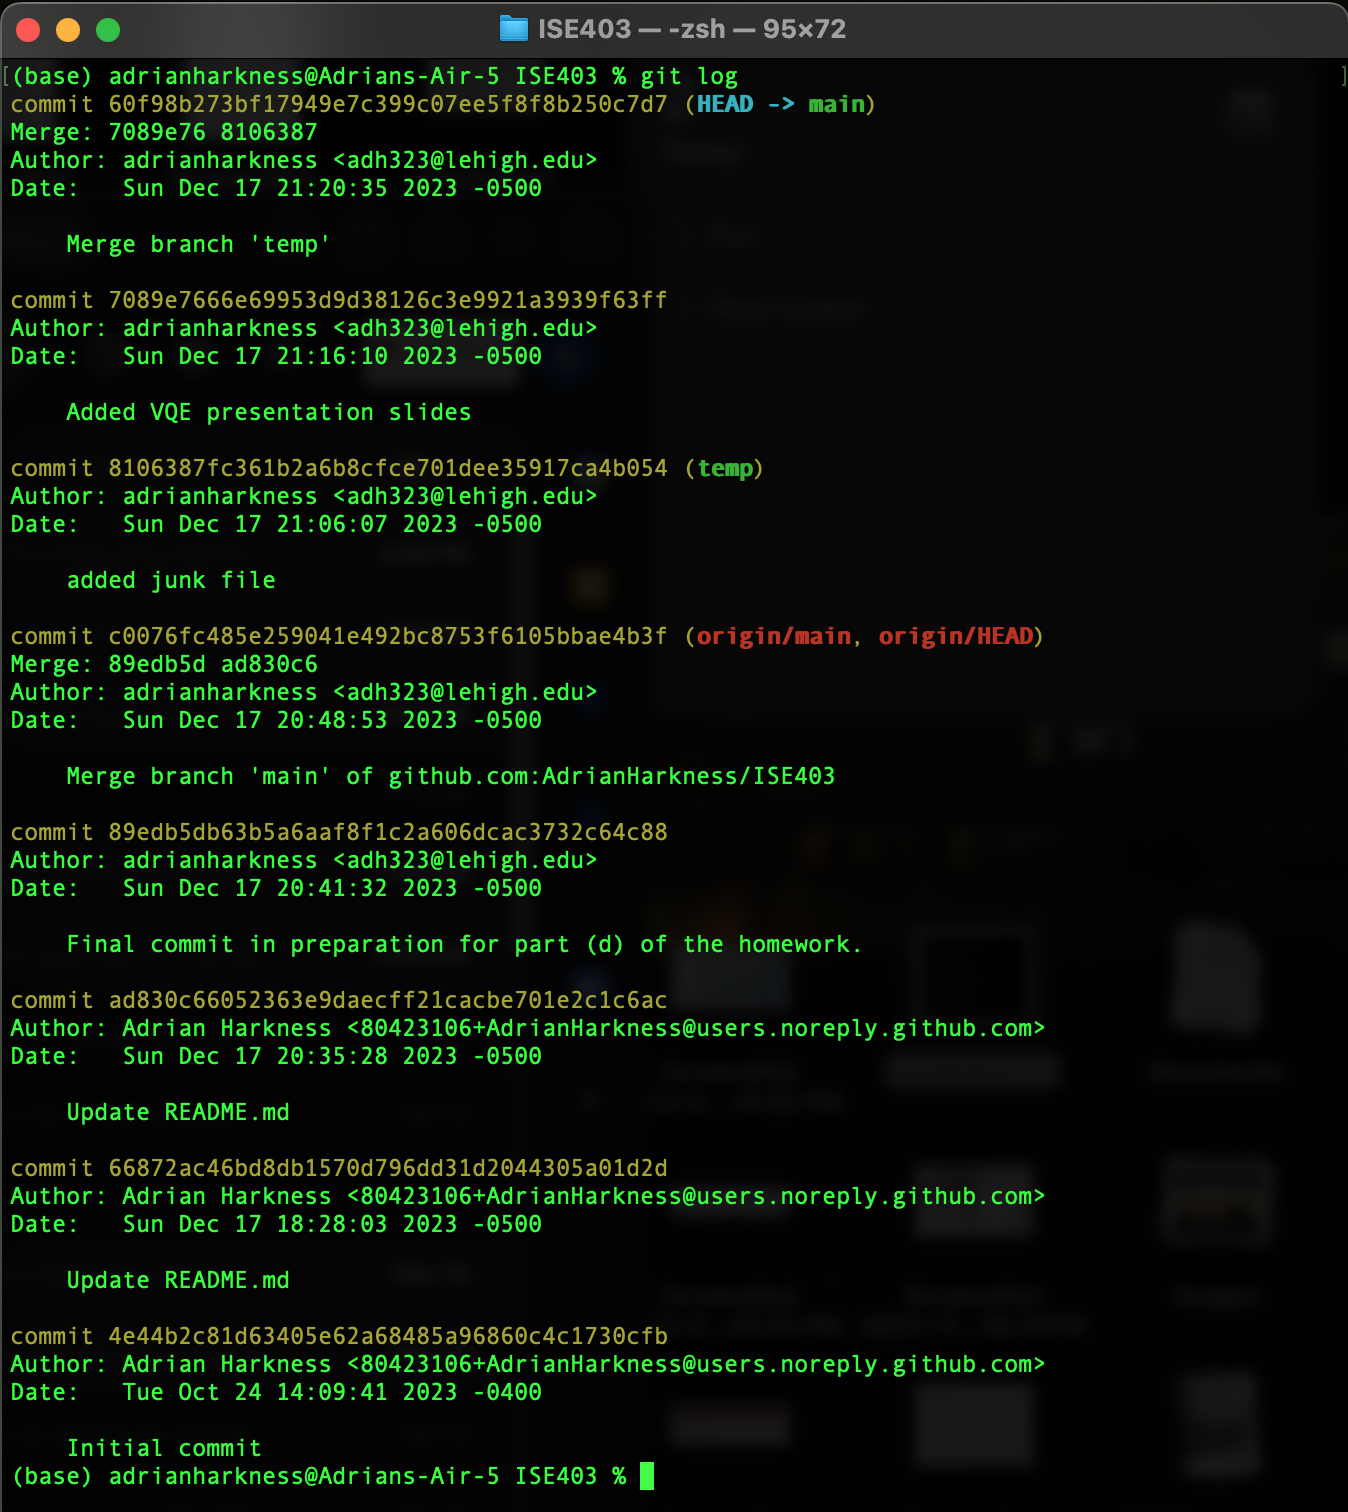 ISE403 — -zsh — 95×72
(base) adrianharkness@Adrians-Air-5 ISE403 % git log
commit 60f98b273bf17949e7c399c07ee5f8f8b250c7d7 (HEAD -> main)
Merge: 7089e76 8106387
Author: adrianharkness <adh323@lehigh.edu>
Date:   Sun Dec 17 21:20:35 2023 -0500
Merge branch 'temp'
commit 7089e7666e69953d9d38126c3e9921a3939f63ff
Author: adrianharkness <adh323@lehigh.edu>
Date:   Sun Dec 17 21:16:10 2023 -0500
Added VQE presentation slides
commit 8106387fc361b2a6b8cfce701dee35917ca4b054 (temp)
Author: adrianharkness <adh323@lehigh.edu>
Date:   Sun Dec 17 21:06:07 2023 -0500
added junk file
commit c0076fc485e259041e492bc8753f6105bbae4b3f (origin/main, origin/HEAD)
Merge: 89edb5d ad830c6
Author: adrianharkness <adh323@lehigh.edu>
Date:   Sun Dec 17 20:48:53 2023 -0500
Merge branch 'main' of github.com:AdrianHarkness/ISE403
commit 89edb5db63b5a6aaf8f1c2a606dcac3732c64c88
Author: adrianharkness <adh323@lehigh.edu>
Date:   Sun Dec 17 20:41:32 2023 -0500
Final commit in preparation for part (d) of the homework.
commit ad830c66052363e9daecff21cacbe701e2c1c6ac
Author: Adrian Harkness <80423106+AdrianHarkness@users.noreply.github.com>
Date:   Sun Dec 17 20:35:28 2023 -0500
Update README.md
commit 66872ac46bd8db1570d796dd31d2044305a01d2d
Author: Adrian Harkness <80423106+AdrianHarkness@users.noreply.github.com>
Date:   Sun Dec 17 18:28:03 2023 -0500
Update README.md
commit 4e44b2c81d63405e62a68485a96860c4c1730cfb
Author: Adrian Harkness <80423106+AdrianHarkness@users.noreply.github.com>
Date:   Tue Oct 24 14:09:41 2023 -0400
Initial commit
(base) adrianharkness@Adrians-Air-5 ISE403 %